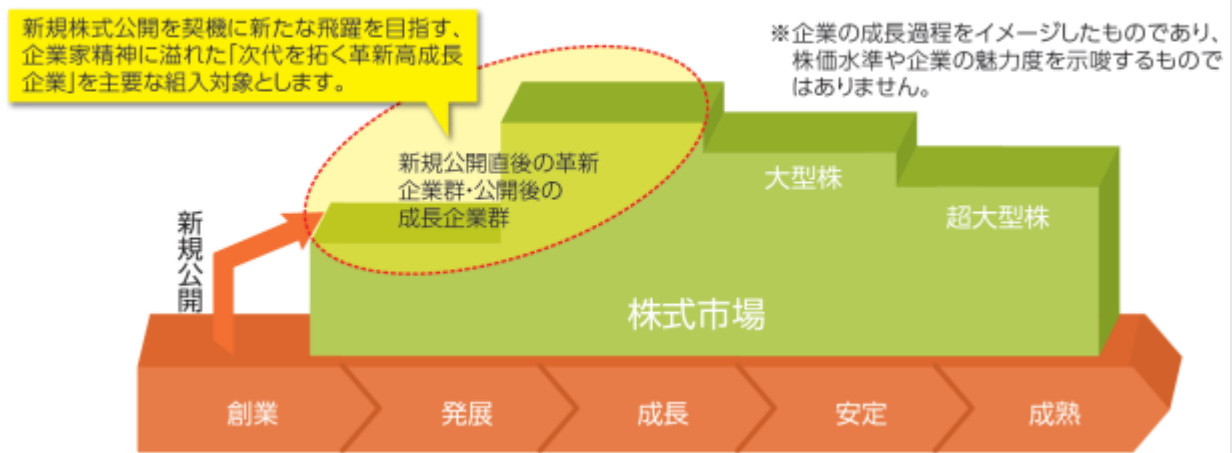 新規株式公開を契機に新たな飛躍を目指す、
企業家精神に溢れた「次代を拓く革新高成長
企業」を主要な組入対象とします。
※企業の成長過程をイメージしたものであり、
株価水準や企業の魅力度を示唆するもので
はありません。
新規公開直後の革新
企業群・公開後の
成長企業群
大型株
超大型株
新規公開
株式市場
創業
発展
成長
安定
成熟